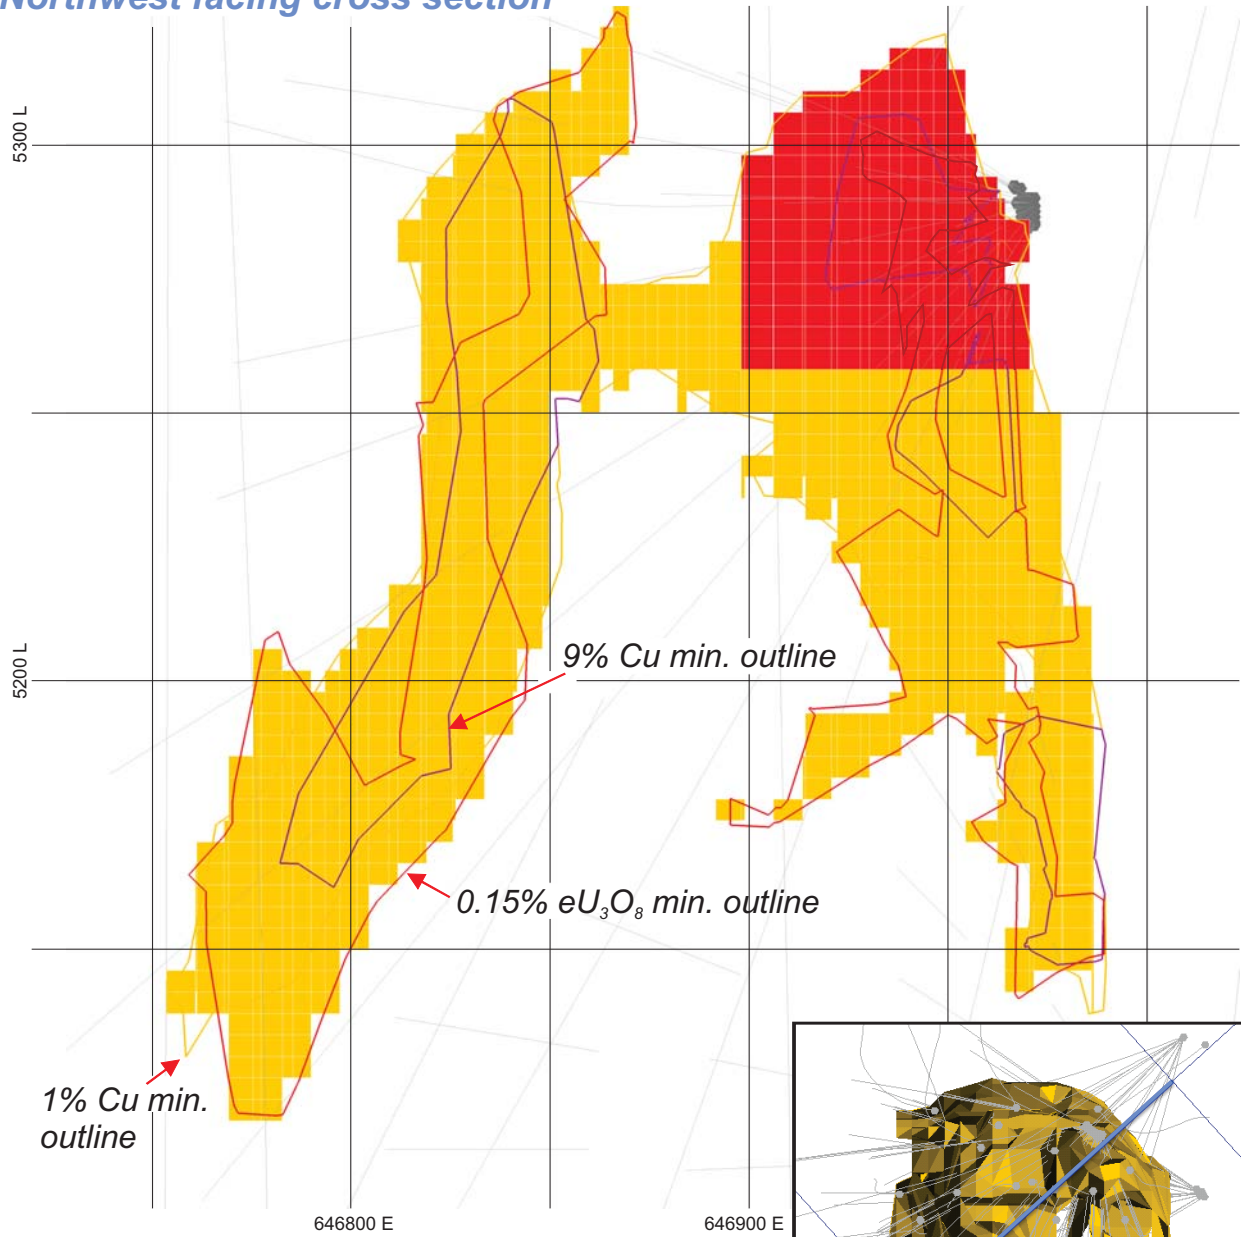 Northwest facing cross section
5300 L
9% Cu min. outline
5200 L
0.15% eU₃O₈ min. outline
1% Cu min.
outline
646800 E
646900 E